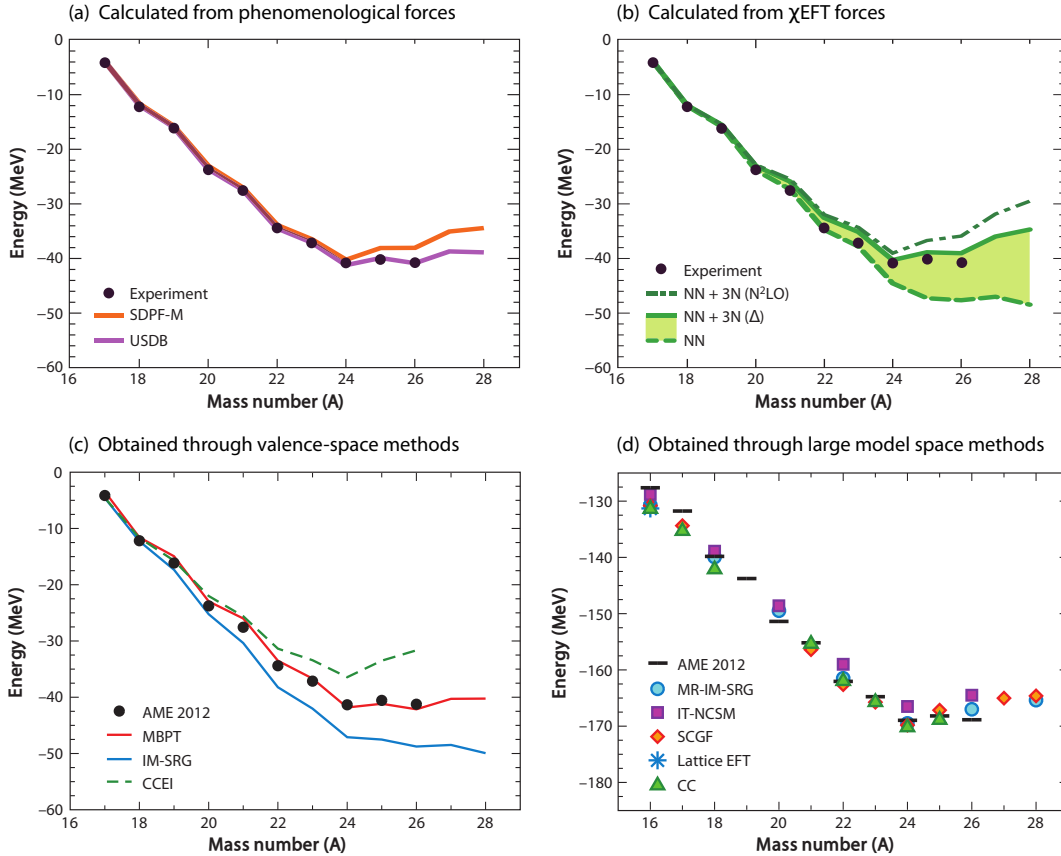 (a) Calculated from phenomenological forces
0
−10
−20
−30
−40
−50
−60
Energy (MeV)
Experiment
SDPF-M
USDB
16 18 20 22 24 26 28
Mass number (A)
(b) Calculated from χEFT forces
0
−10
−20
−30
−40
−50
−60
Energy (MeV)
Experiment
NN + 3N (N²LO)
NN + 3N (Δ)
NN
16 18 20 22 24 26 28
Mass number (A)
(c) Obtained through valence-space methods
0
−10
−20
−30
−40
−50
−60
Energy (MeV)
AME 2012
MBPT
IM-SRG
CCEI
16 18 20 22 24 26 28
Mass number (A)
(d) Obtained through large model space methods
−130
−140
−150
−160
−170
−180
Energy (MeV)
AME 2012
MR-IM-SRG
IT-NCSM
SCGF
Lattice EFT
CC
16 18 20 22 24 26 28
Mass number (A)